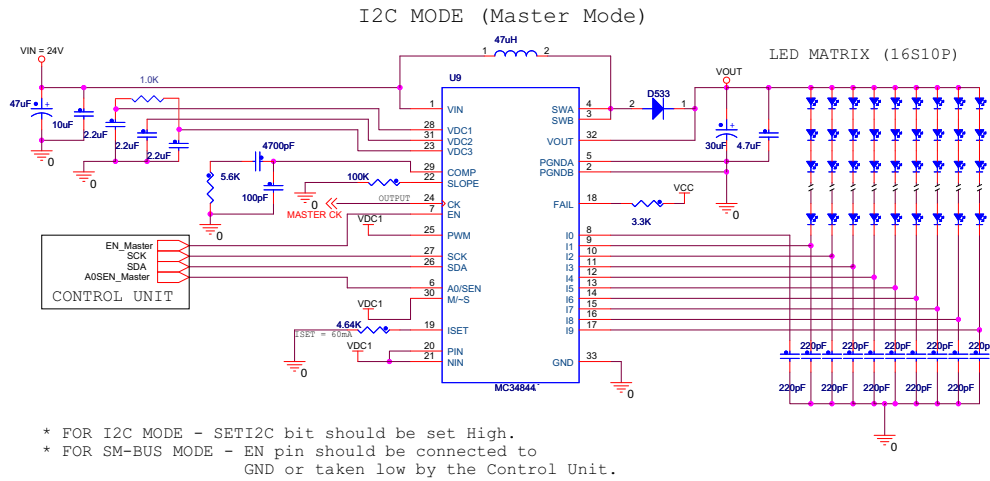 I2C MODE (Master Mode)
VIN = 24V
47uH
1 2
LED MATRIX (16S10P)
VOUT
U9
1.0K
D533
47uF
10uF
2.2uF
2.2uF
2.2uF
1 VIN
28 VDC1
31 VDC2
23 VDC3
29 COMP
22 SLOPE
24 CK
7 EN
25 PWM
27 SCK
26 SDA
6 A0/SEN
30 M/~S
19 ISET
20 PIN
21 NIN
SWA 4
SWB 3
2 1
VOUT 32
PGNDA 5
PGNDB 2
FAIL 18
I0 8
I1 9
I2 10
I3 11
I4 12
I5 13
I6 14
I7 15
I8 16
I9 17
GND 33
MC34844
30uF
4.7uF
0
0
4700pF
5.6K
100pF
0
100K
0
OUTPUT
MASTER CK
VCC
3.3K
0
VDC1
EN_Master
SCK
SDA
A0SEN_Master
CONTROL UNIT
VDC1
4.64K
ISET = 60mA
VDC1
0
0
220pF 220pF 220pF 220pF 220p
220pF 220pF 220pF 220pF 220pF
0
* FOR I2C MODE - SETI2C bit should be set High.
* FOR SM-BUS MODE - EN pin should be connected to
GND or taken low by the Control Unit.